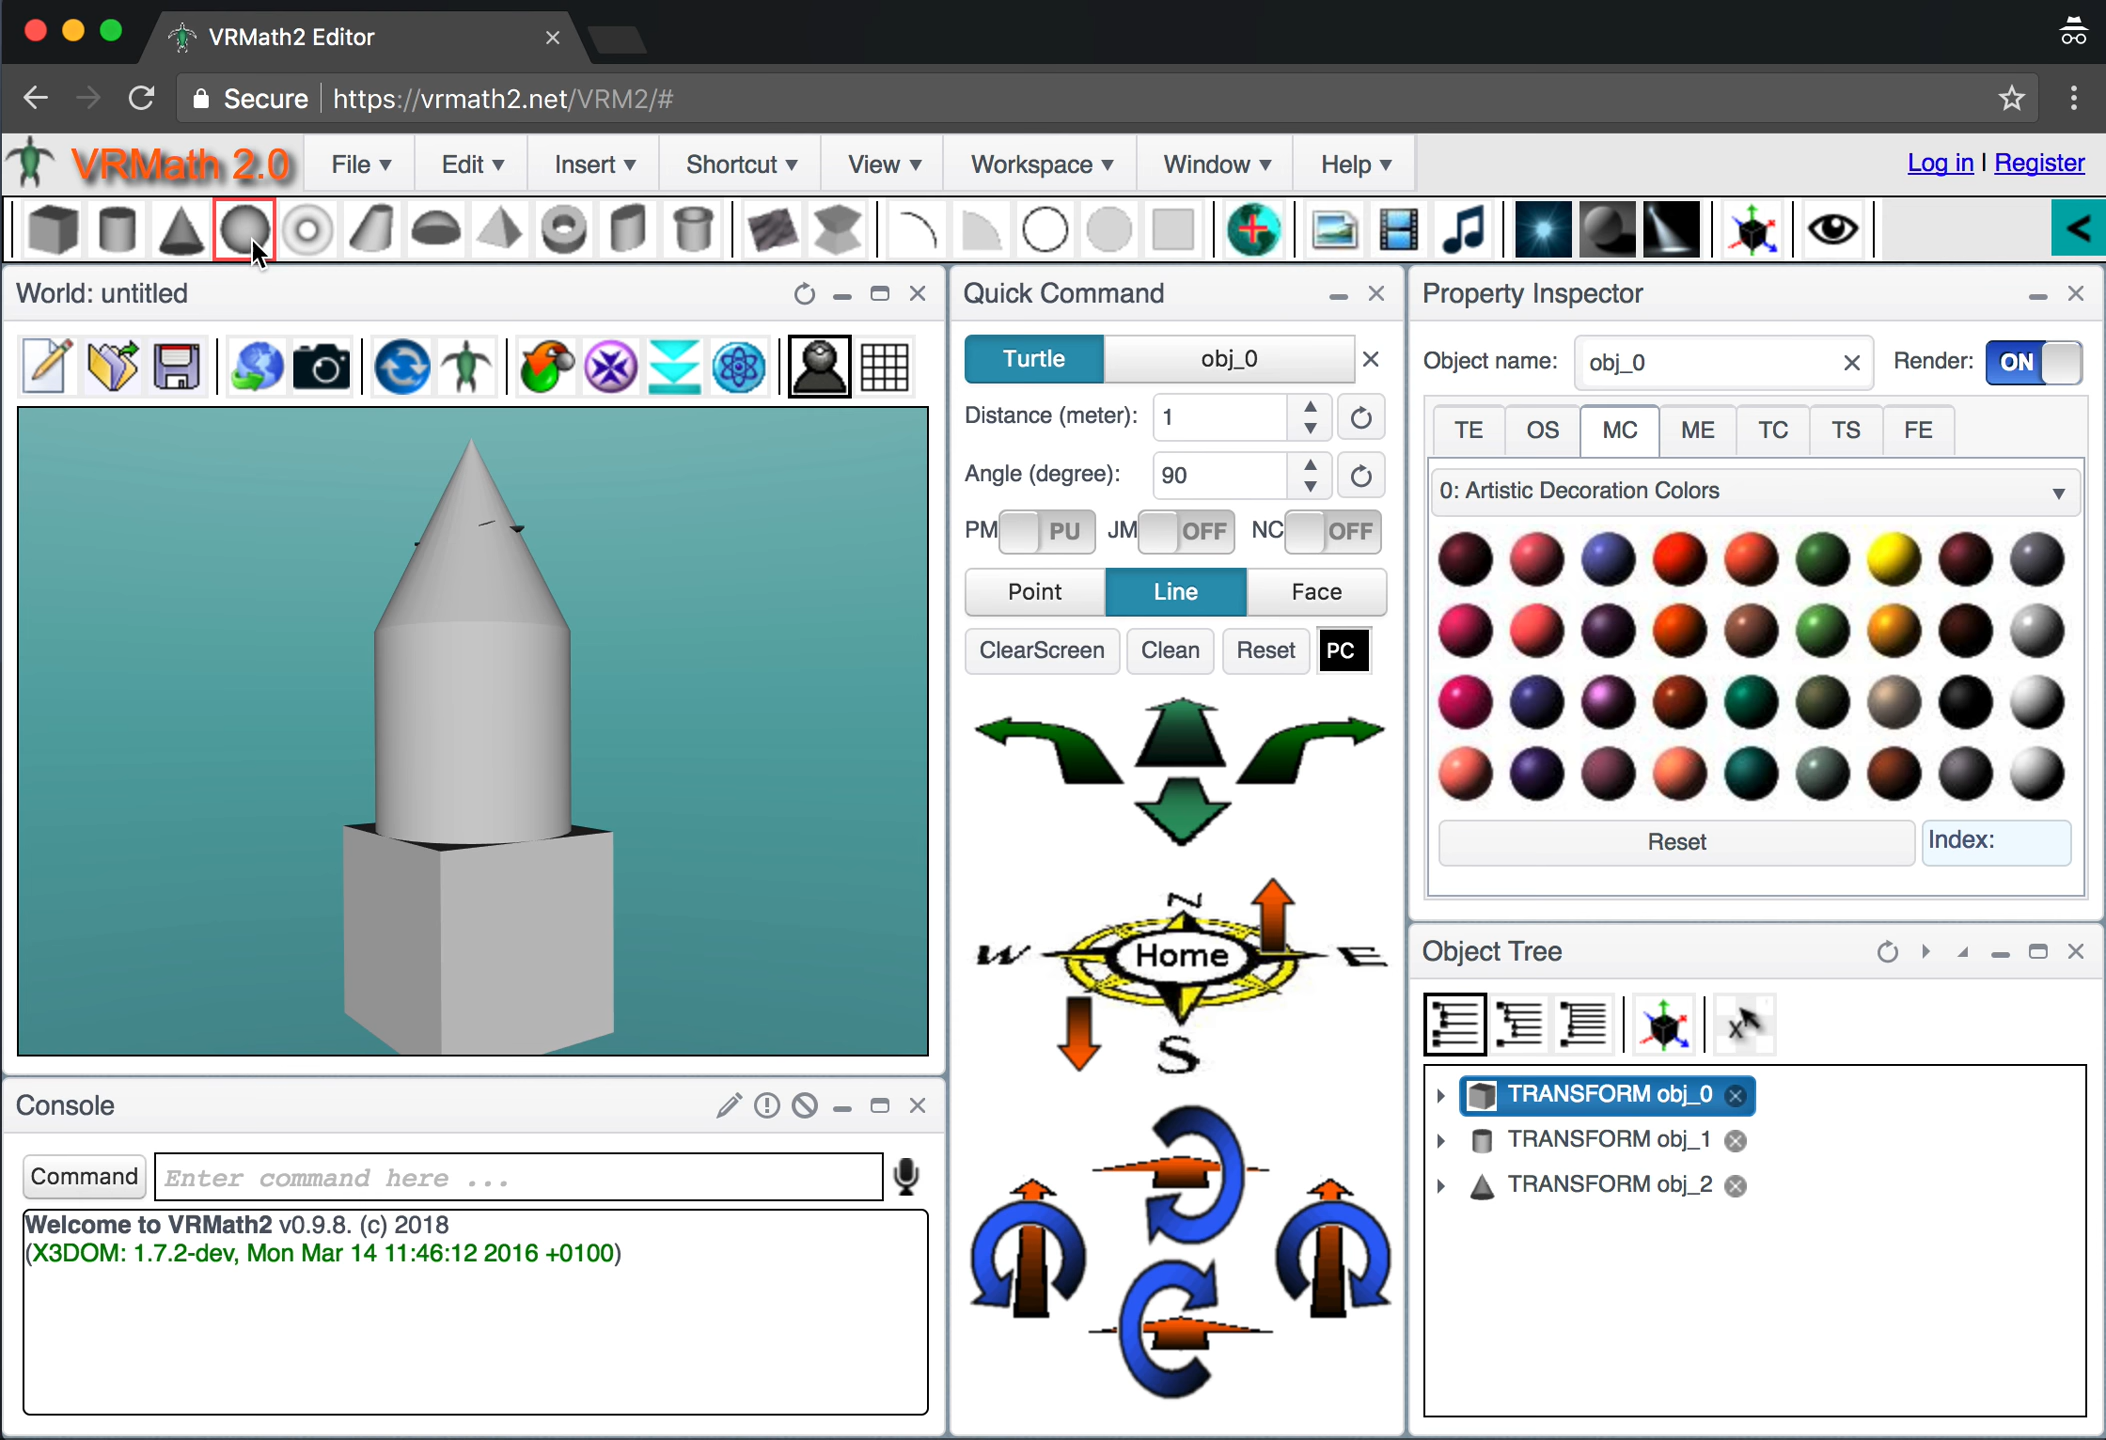 VRMath2 Editor
Secure https://vrmath2.net/VRM2/#
VRMath 2.0 File Edit Insert Shortcut View Workspace Window Help Log in | Register
World: untitled
Quick Command
Turtle obj_0
Distance (meter): 1
Angle (degree): 90
PM PU JM OFF NC OFF
Point Line Face
ClearScreen Clean Reset PC
N
W Home E
S
Property Inspector
Object name: obj_0 Render: ON
TE OS MC ME TC TS FE
0: Artistic Decoration Colors
Reset Index:
Object Tree
X
TRANSFORM obj_0
TRANSFORM obj_1
TRANSFORM obj_2
Console
Command Enter command here ...
Welcome to VRMath2 v0.9.8. (c) 2018
(X3DOM: 1.7.2-dev, Mon Mar 14 11:46:12 2016 +0100)